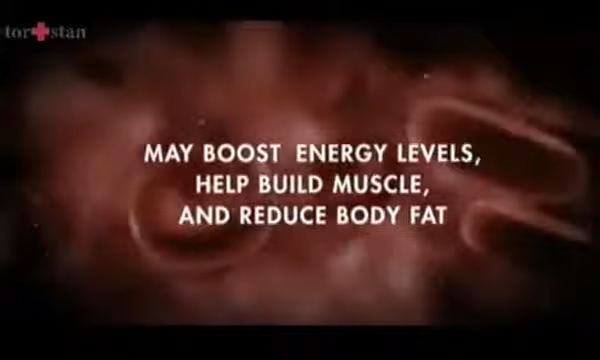 tor+stan
MAY BOOST ENERGY LEVELS,
HELP BUILD MUSCLE,
AND REDUCE BODY FAT